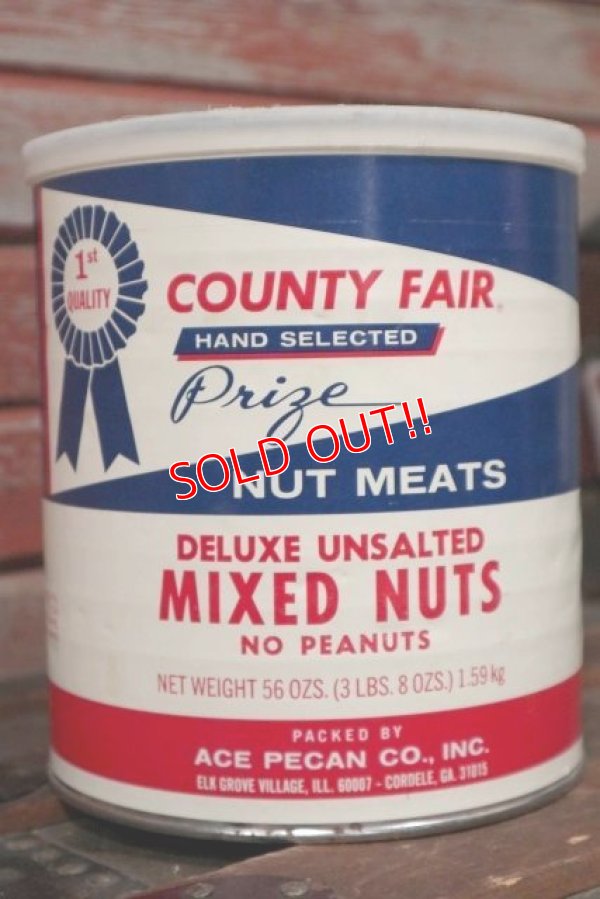 1st
QUALITY
COUNTY FAIR
HAND SELECTED
Prize
SOLD OUT!!
NUT MEATS
DELUXE UNSALTED
MIXED NUTS
NO PEANUTS
NET WEIGHT 56 OZS. (3 LBS. 8 OZS.) 1.59 kg
PACKED BY
ACE PECAN CO., INC.
ELK GROVE VILLAGE, ILL. 60007 - CORDELE, GA. 31015